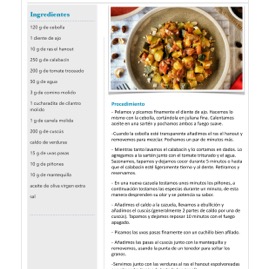 Ingredientes
120 g de cebolla
1 diente de ajo
10 g de ras el hanout
250 g de calabacín
200 g de tomate troceado
50 g de agua
3 g de comino molido
1 cucharadita de cilantro
molido
1 g de canela molida
200 g de cuscús
caldo de verduras
15 g de uvas pasas
10 g de piñones
10 g de mantequilla
aceite de oliva virgen extra
sal
Procedimiento
- Pelamos y picamos finamente el diente de ajo. Hacemos lo
mismo con la cebolla, cortándola en juliana fina. Calentamos
aceite en una sartén y pochamos ambos a fuego suave.
-Cuando la cebolla esté transparente añadimos el ras el hanout y
removemos para mezclar. Pochamos un par de minutos más.
- Mientras tanto lavamos el calabacín y lo cortamos en dados. Lo
agregamos a la sartén junto con el tomate triturado y el agua.
Sazonamos, tapamos y dejamos cocer durante 5 minutos o hasta
que el calabacín esté ligeramente tierno y al dente. Retiramos y
reservamos.
- En una nueva cazuela tostamos unos minutos los piñones, a
continuación tostamos las especias durante un minuto, de esta
manera desprenden su olor y se potencia su sabor.
- Añadimos el caldo a la cazuela, llevamos a ebullición y
añadimos el cuscús (generalmente 2 partes de caldo por una de
cuscús). Tapamos y dejamos reposar 10 minutos con el fuego
apagado.
- Picamos las uvas pasas finamente con un cuchillo bien afilado.
- Añadimos las pasas al cuscús junto con la mantequilla y
removemos, usando la punta de un tenedor para soltar los
granos.
-Servimos junto con las verduras al ras el hanout espolvoreadas